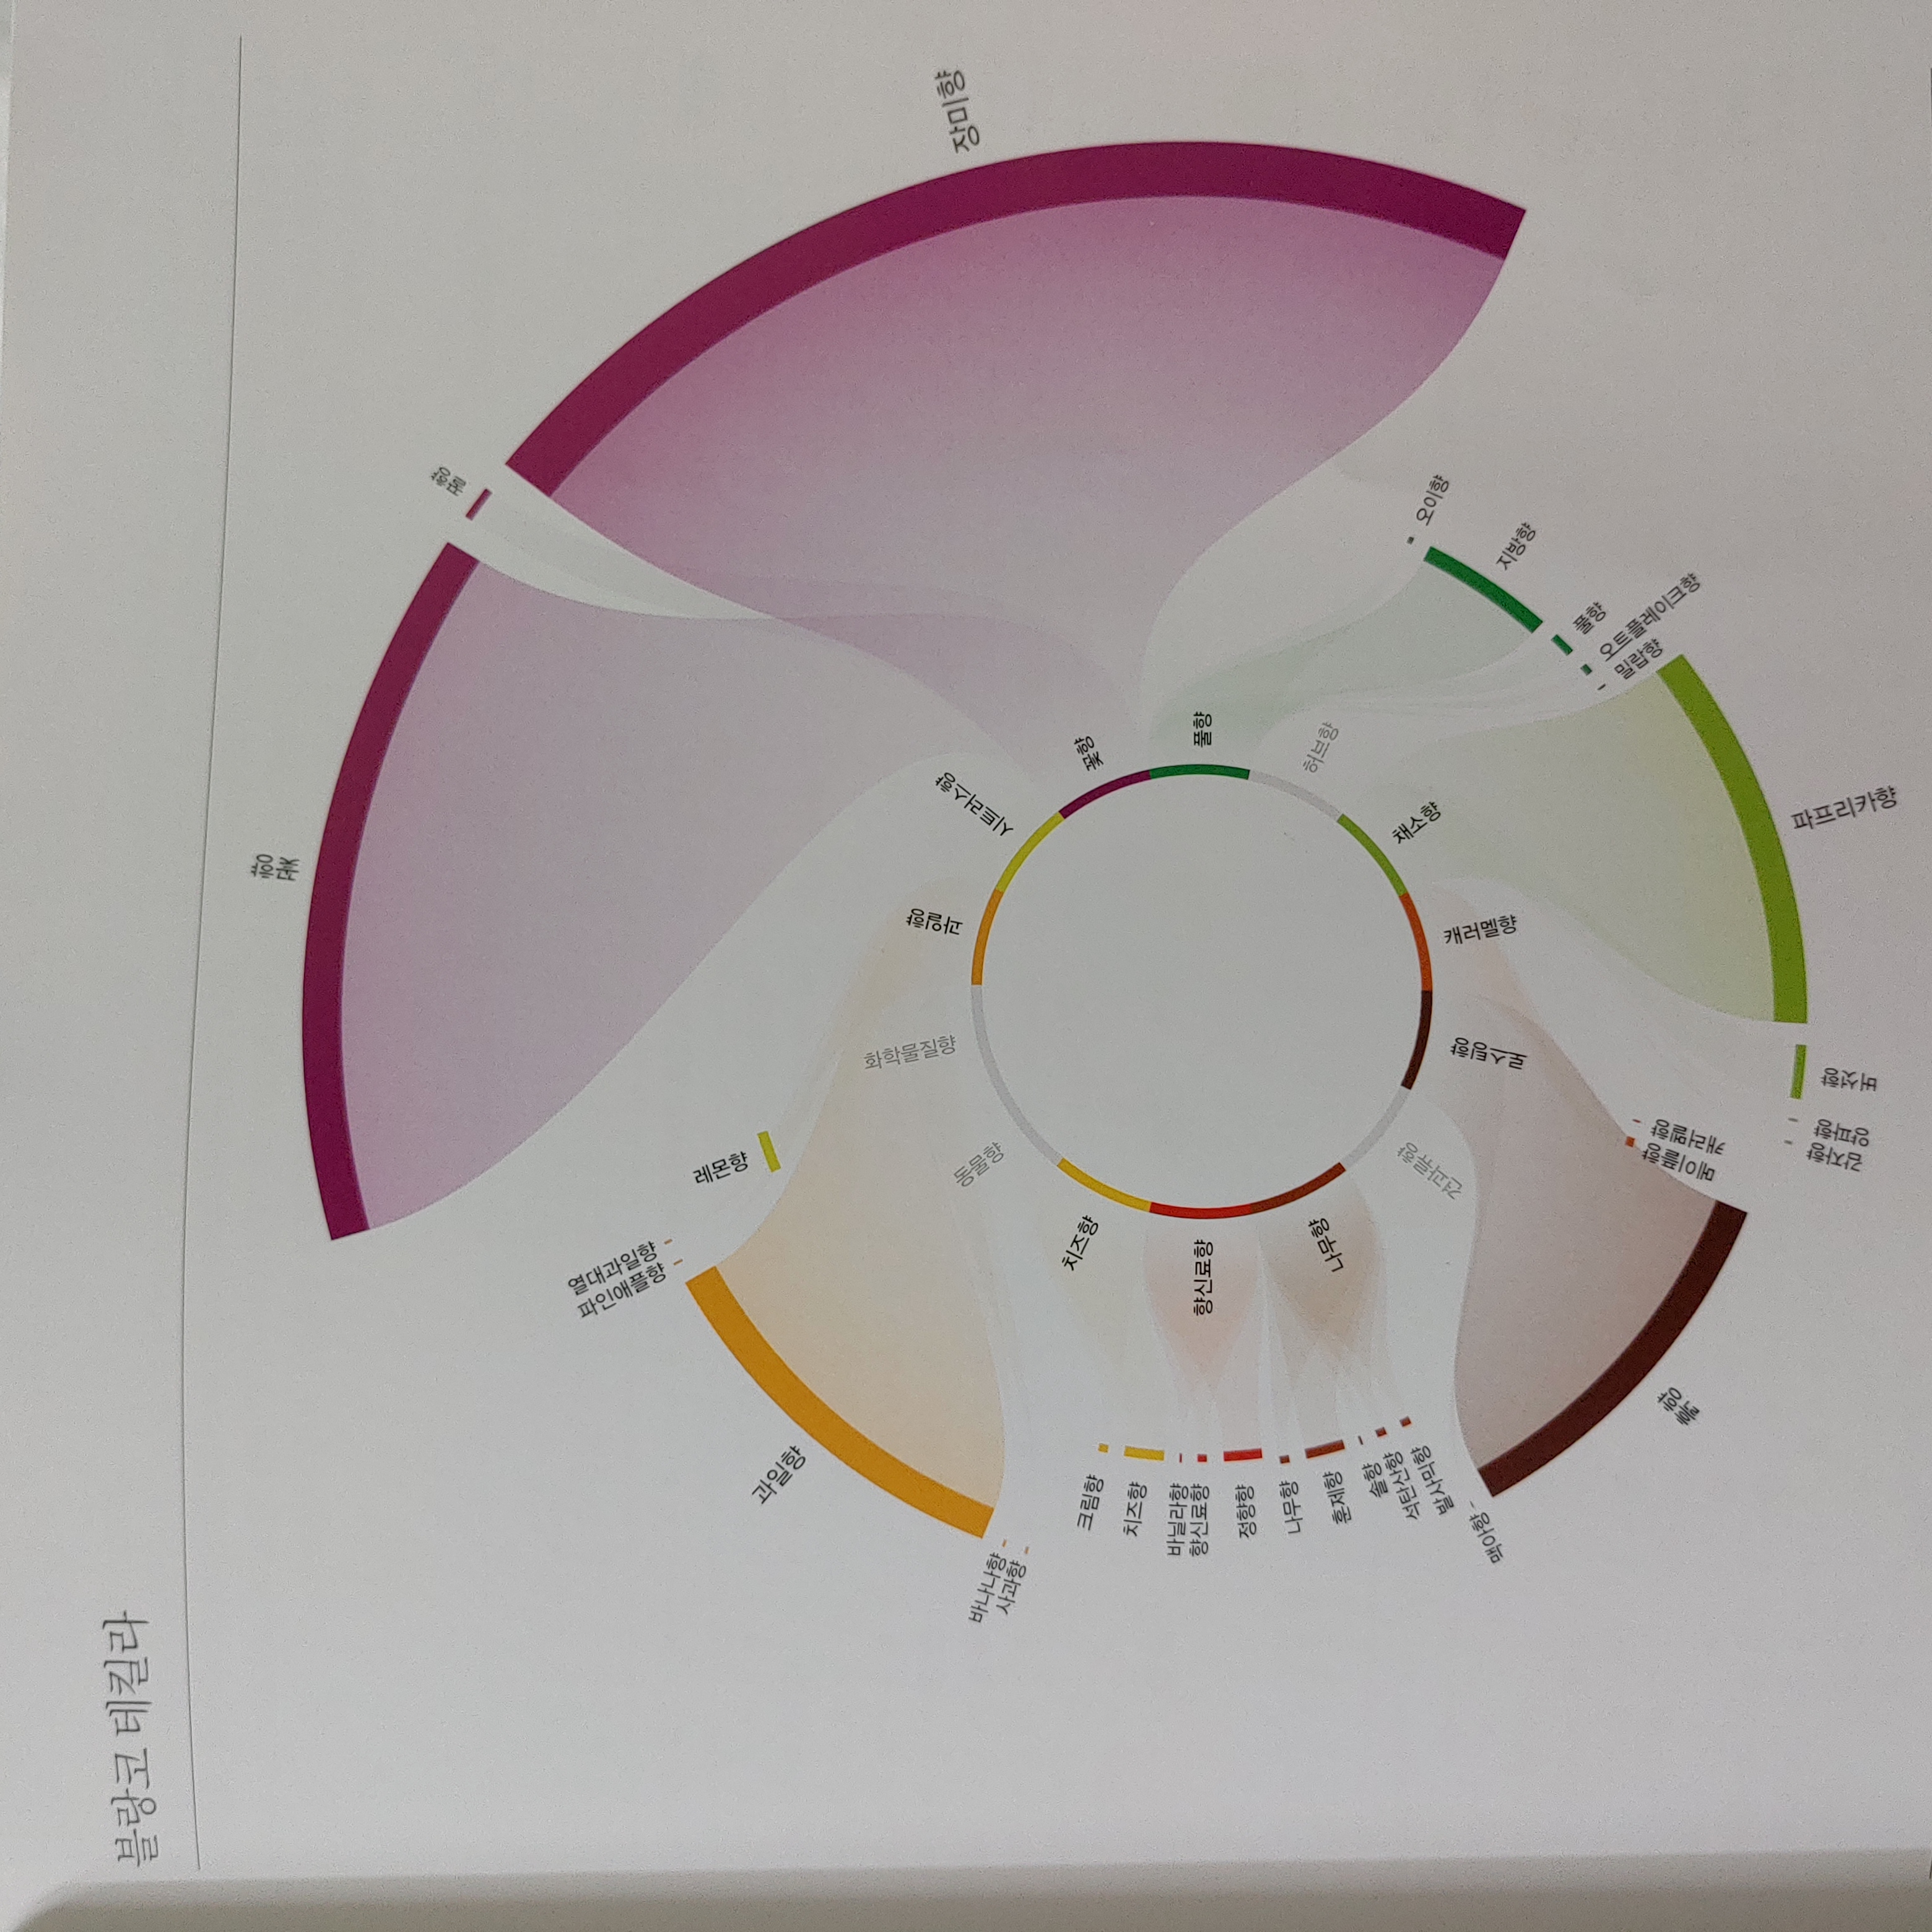 블랑코 테킬라
꽃향
꿀향
장미향
열대과일향
파인애플향
레몬향
과일향
바나나향
사과향
화학물질향
동물향
과일향
시트러스향
꽃향
치즈향
크림향
치즈향
바닐라향
향신료향
정향향
나무향
훈제향
솔향
석탄산향
발사믹향
맥아향
향신료향
풀향
나무향
허브향
견과류향
로스팅향
캐러멜향
채소향
오이향
지방향
풀향
오트플레이크향
밀랍향
흙향
메이플향
캐러멜향
감자향
양파향
버섯향
파프리카향